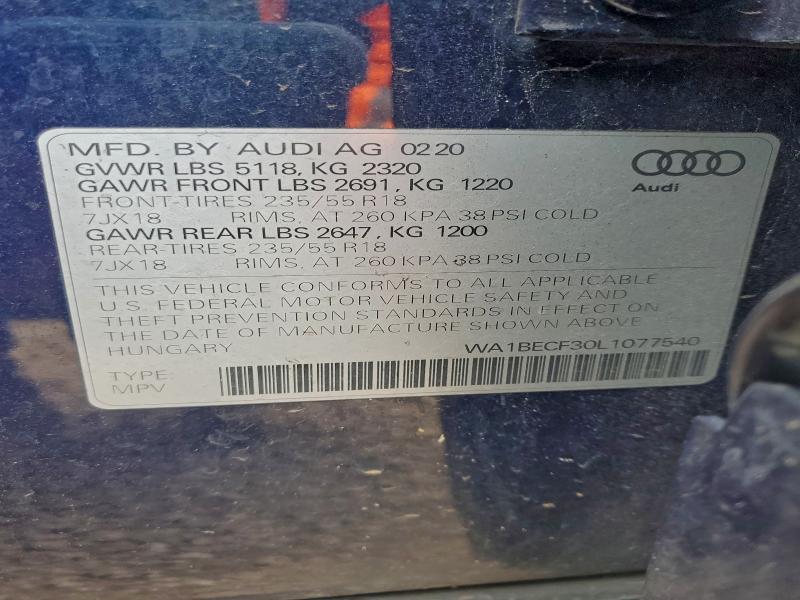 MFD. BY AUDI AG 02 20
GVWR LBS 5118, KG 2320
GAWR FRONT LBS 2691, KG 1220
FRONT-TIRES 235/55 R18
7JX18 RIMS, AT 260 KPA 38 PSI COLD
GAWR REAR LBS 2647, KG 1200
REAR-TIRES 235/55 R18
7JX18 RIMS, AT 260 KPA 38 PSI COLD
Audi
THIS VEHICLE CONFORMS TO ALL APPLICABLE
U.S. FEDERAL MOTOR VEHICLE SAFETY AND
THEFT PREVENTION STANDARDS IN EFFECT ON
THE DATE OF MANUFACTURE SHOWN ABOVE
HUNGARY WA1BECF30L1077540
TYPE:
MPV